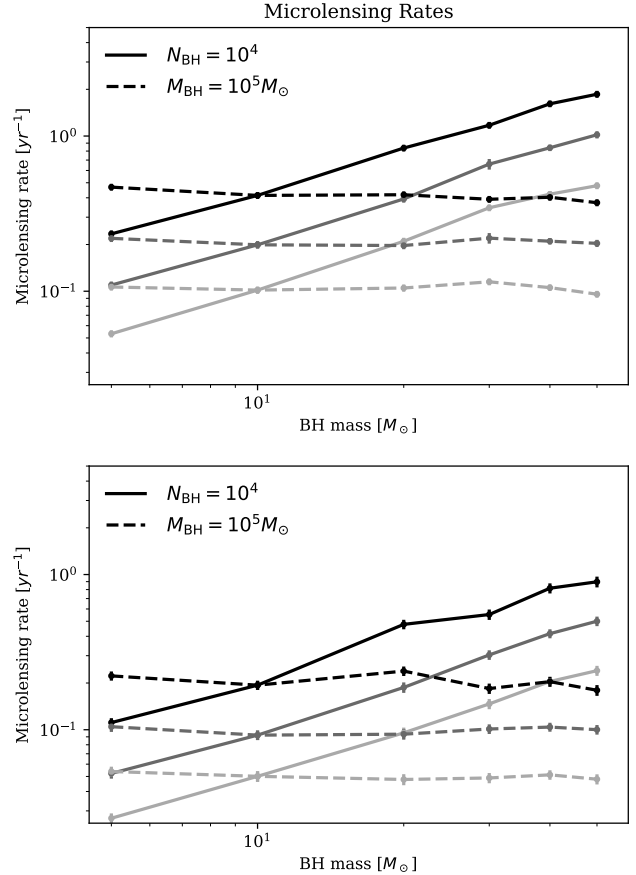 Microlensing Rates
N_BH = 10^4
M_BH = 10^5 M_⊙
Microlensing rate [yr^−1]
10^0
10^−1
10^1
BH mass [M_⊙]
N_BH = 10^4
M_BH = 10^5 M_⊙
Microlensing rate [yr^−1]
10^0
10^−1
10^1
BH mass [M_⊙]